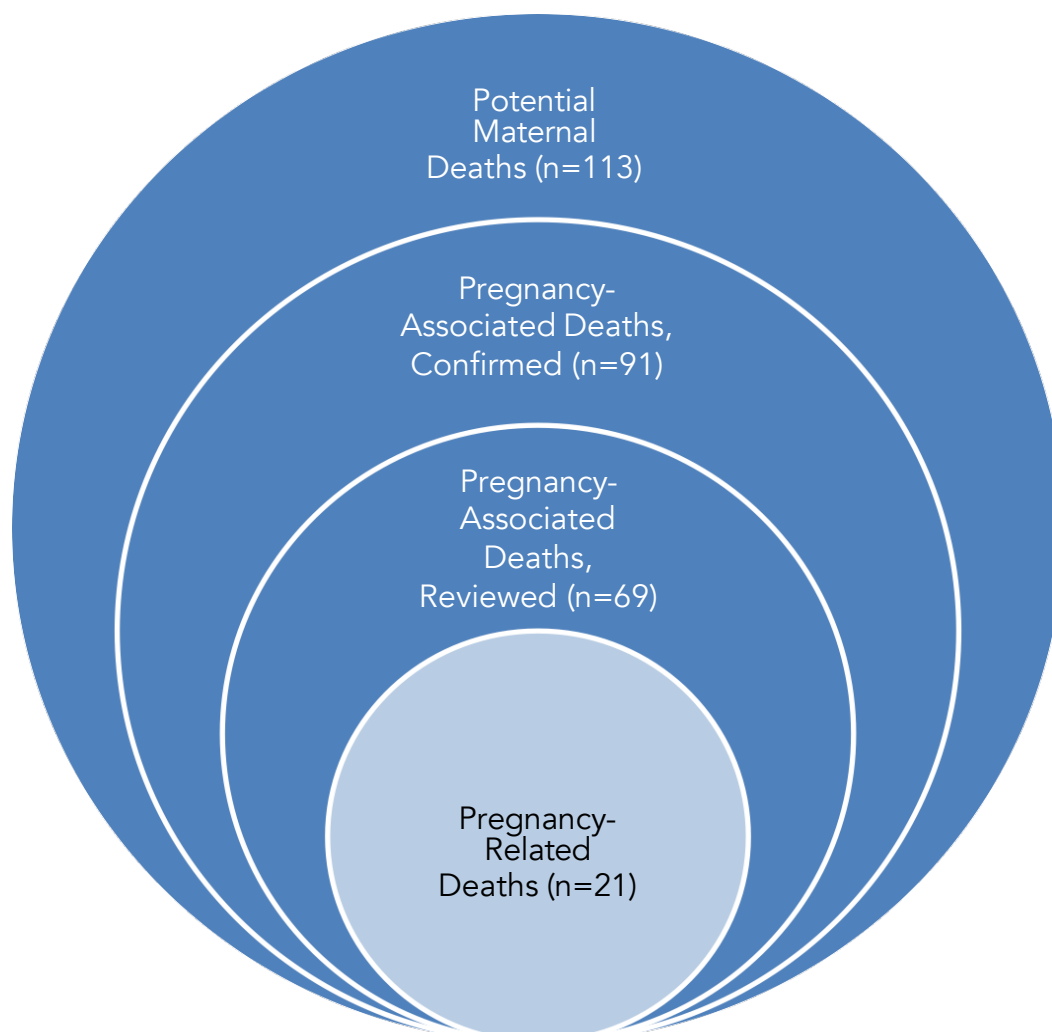 Potential
Maternal
Deaths (n=113)
Pregnancy-
Associated Deaths,
Confirmed (n=91)
Pregnancy-
Associated
Deaths,
Reviewed (n=69)
Pregnancy-
Related
Deaths (n=21)